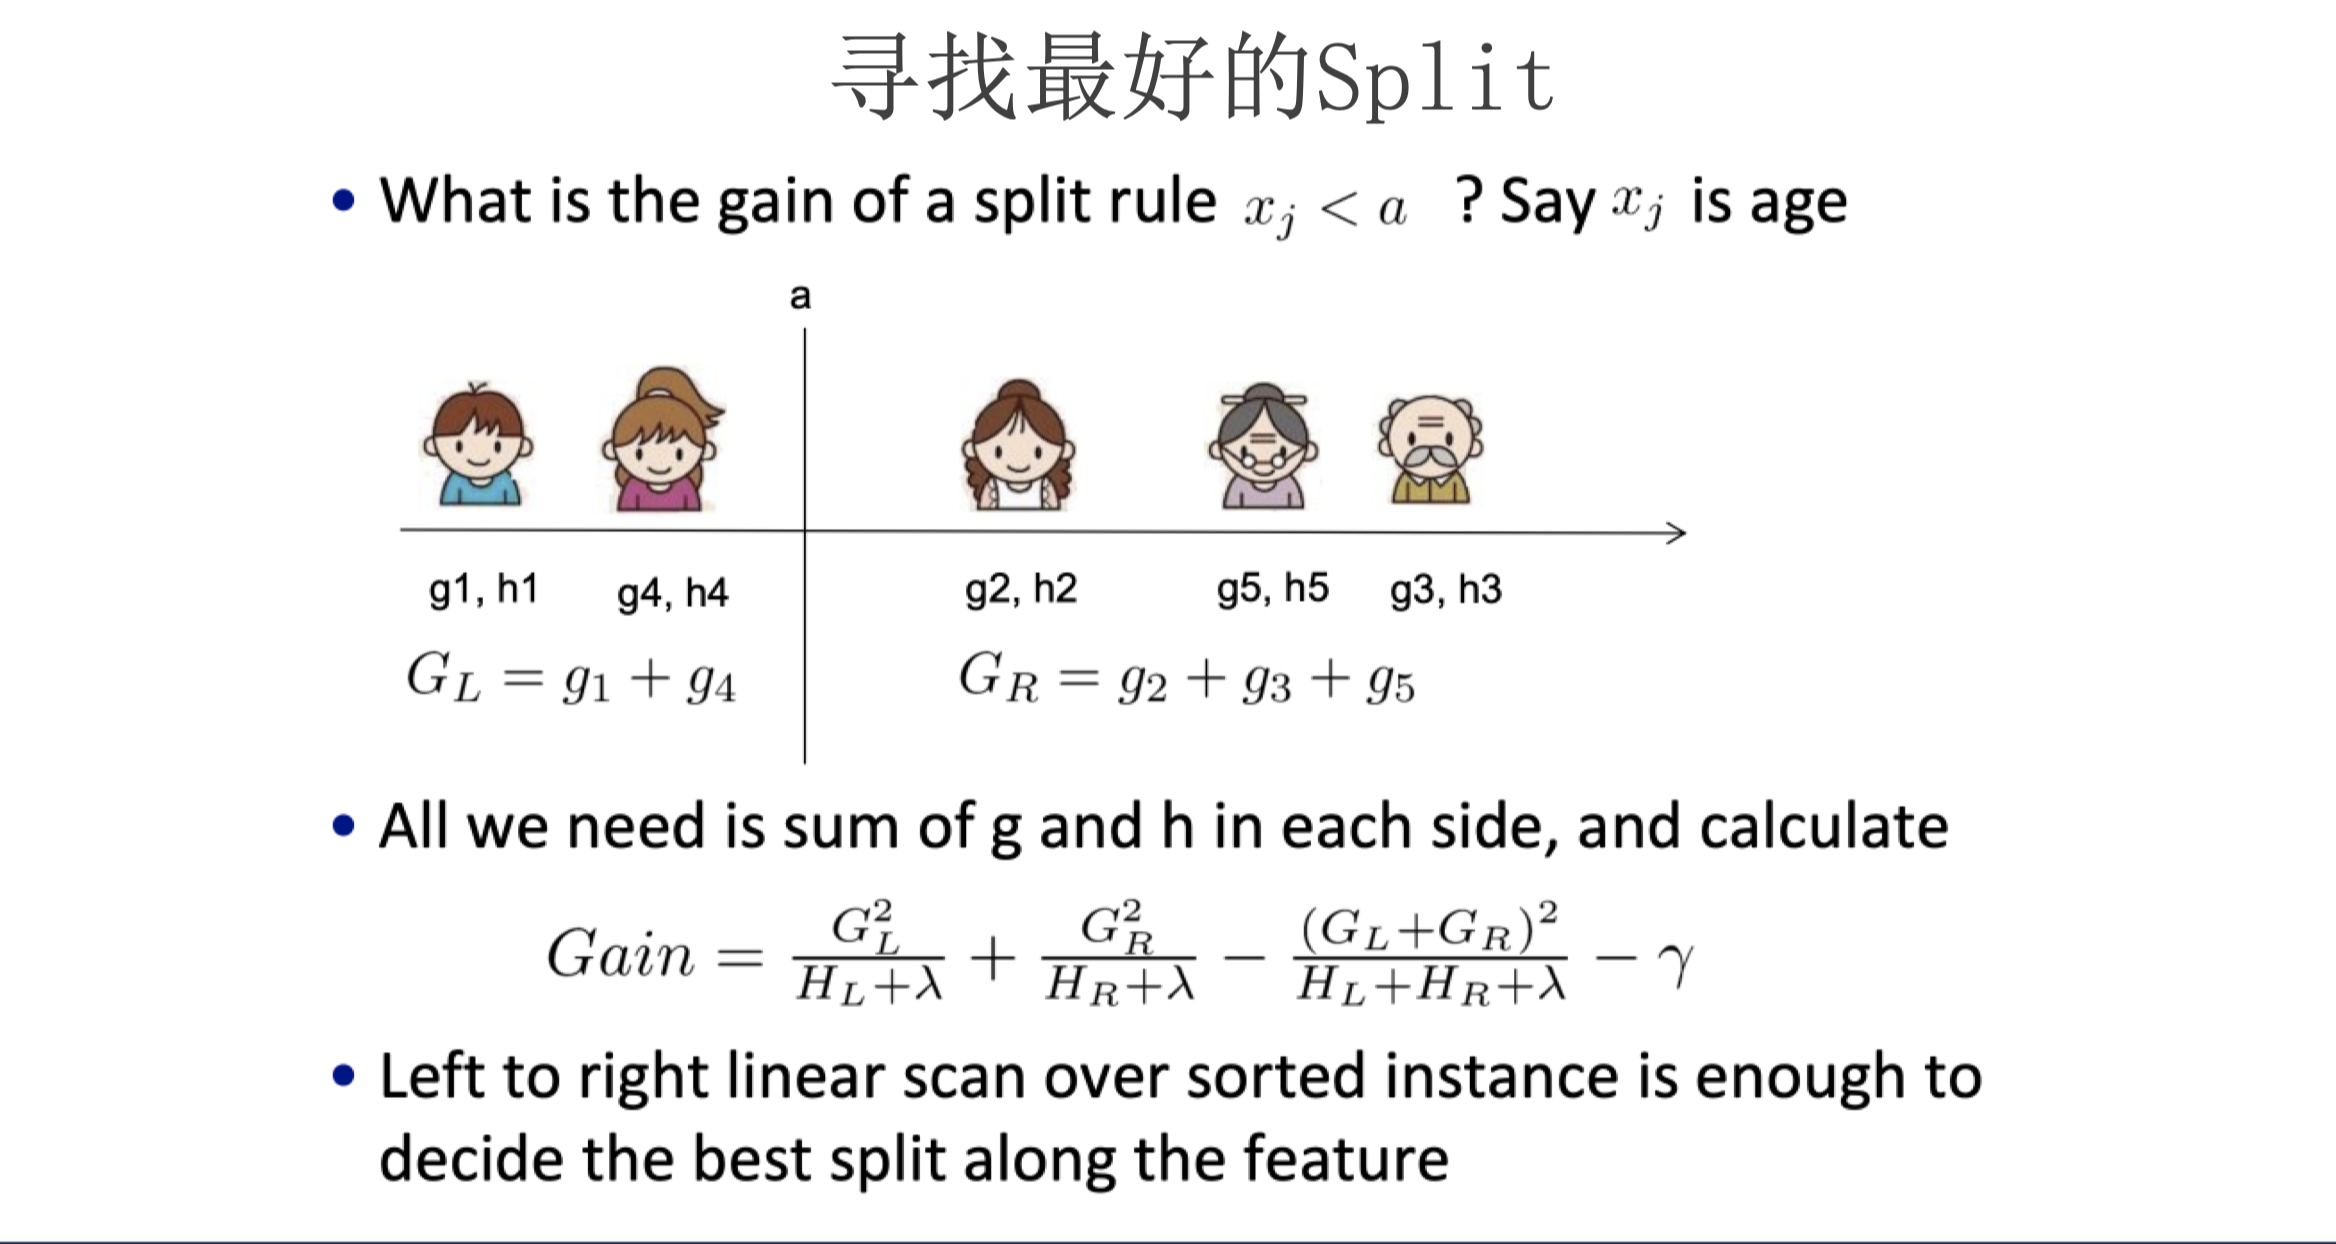 寻找最好的Split
• What is the gain of a split rule $x_j < a$ ? Say $x_j$ is age
a
g1, h1 g4, h4 g2, h2 g5, h5 g3, h3
$G_L = g_1 + g_4$ $G_R = g_2 + g_3 + g_5$
• All we need is sum of g and h in each side, and calculate
$Gain = \frac{G_L^2}{H_L+\lambda} + \frac{G_R^2}{H_R+\lambda} - \frac{(G_L+G_R)^2}{H_L+H_R+\lambda} - \gamma$
• Left to right linear scan over sorted instance is enough to
decide the best split along the feature